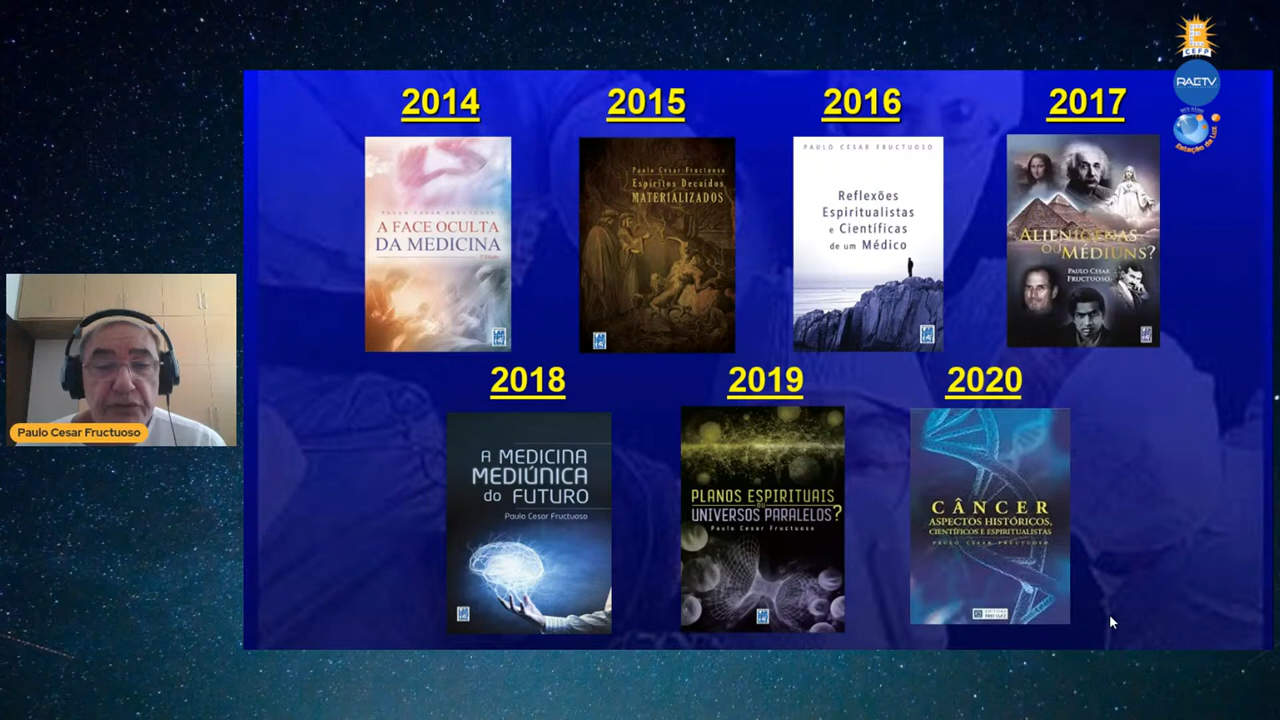 CEFP
RAETV
Estação da Luz
2014
2015
2016
2017
PAULO CESAR FRUCTUOSO
A FACE OCULTA
DA MEDICINA
Paulo Cesar Fructuoso
Espíritos Decaídos
MATERIALIZADOS
PAULO CESAR FRUCTUOSO
Reflexões
Espiritualistas
e Científicas
de um Médico
ALIENÍGENAS
OU MÉDIUNS?
PAULO CESAR
FRUCTUOSO
2018
2019
2020
A MEDICINA
MEDIÚNICA
do FUTURO
Paulo Cesar Fructuoso
PLANOS ESPIRITUAIS
OU
UNIVERSOS PARALELOS?
Paulo Cesar Fructuoso
CÂNCER
ASPECTOS HISTÓRICOS,
CIENTÍFICOS E ESPIRITUALISTAS
PAULO CESAR FRUCTUOSO
Paulo Cesar Fructuoso